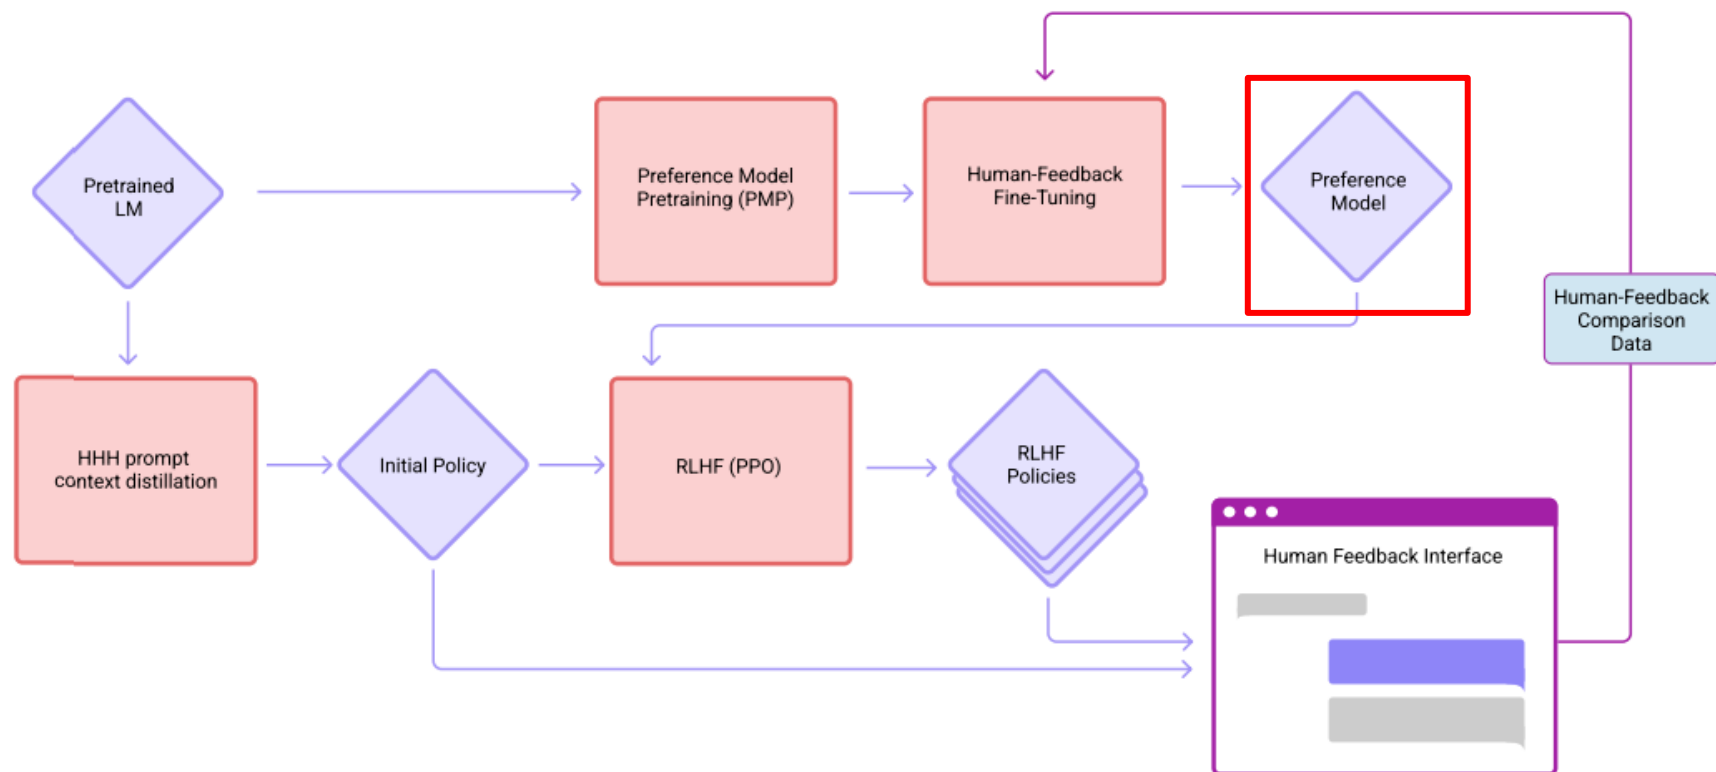 Pretrained
LM
Preference Model
Pretraining (PMP)
Human-Feedback
Fine-Tuning
Preference
Model
Human-Feedback
Comparison
Data
HHH prompt
context distillation
Initial Policy
RLHF (PPO)
RLHF
Policies
Human Feedback Interface